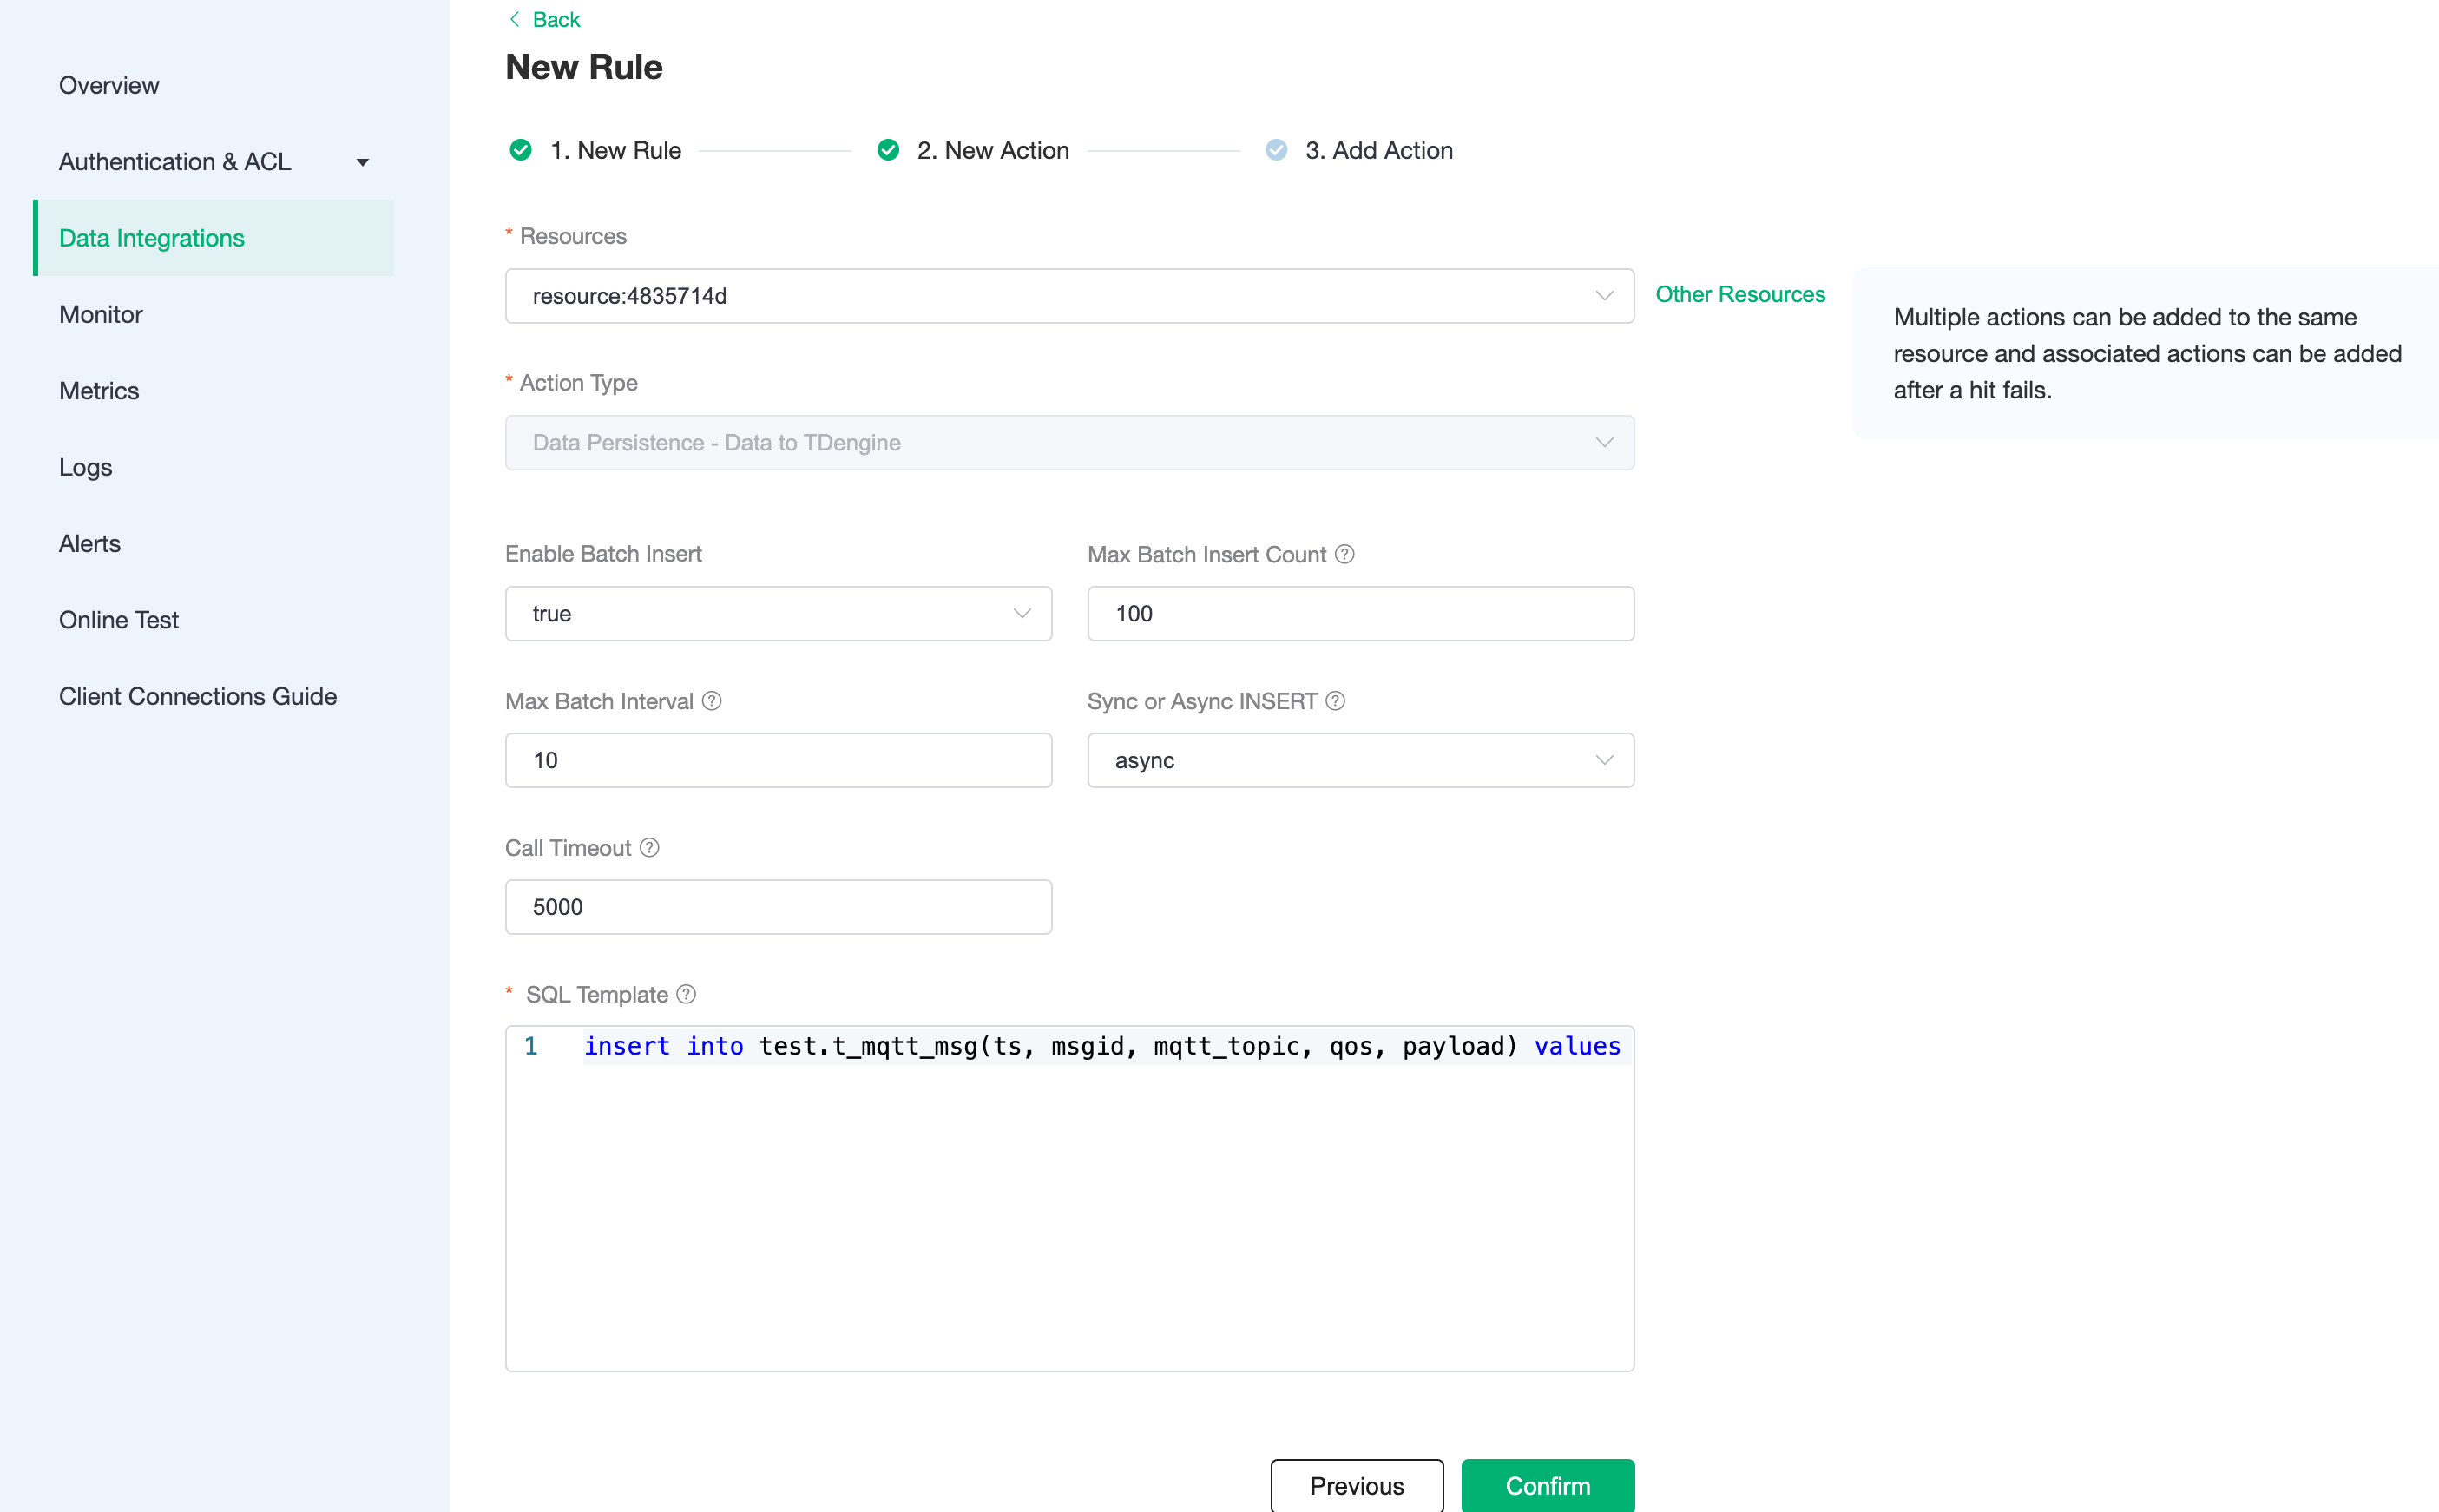 Overview
Authentication & ACL
Data Integrations
Monitor
Metrics
Logs
Alerts
Online Test
Client Connections Guide
Back
New Rule
1. New Rule
2. New Action
3. Add Action
* Resources
resource:4835714d
Other Resources
Multiple actions can be added to the same
resource and associated actions can be added
after a hit fails.
* Action Type
Data Persistence - Data to TDengine
Enable Batch Insert
Max Batch Insert Count ?
true
100
Max Batch Interval ?
Sync or Async INSERT ?
10
async
Call Timeout ?
5000
* SQL Template ?
1 insert into test.t_mqtt_msg(ts, msgid, mqtt_topic, qos, payload) values
Previous
Confirm